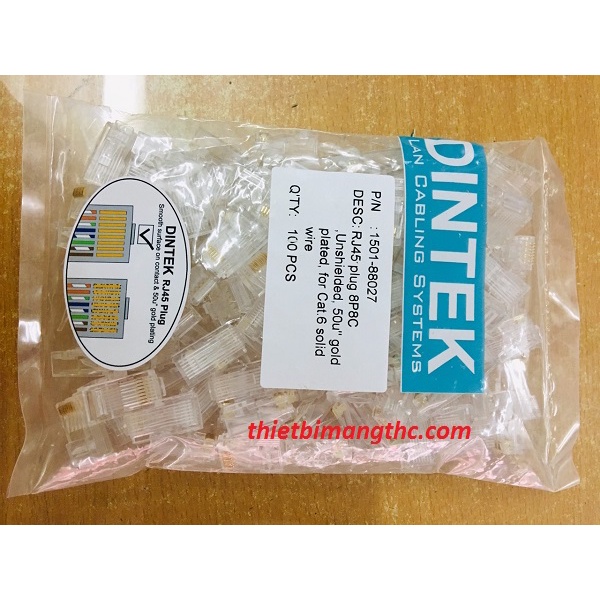 DINTEK
LAN CABLING SYSTEMS
P/N : 1501-88027
DESC: RJ45 plug 8P8C
,Unshielded, 50u" gold
plated, for Cat.6 solid
wire
Q'TY: 100 PCS
DINTEK RJ45 Plug
Smooth surface on contact & 50u" gold plating
thietbimangthc.com